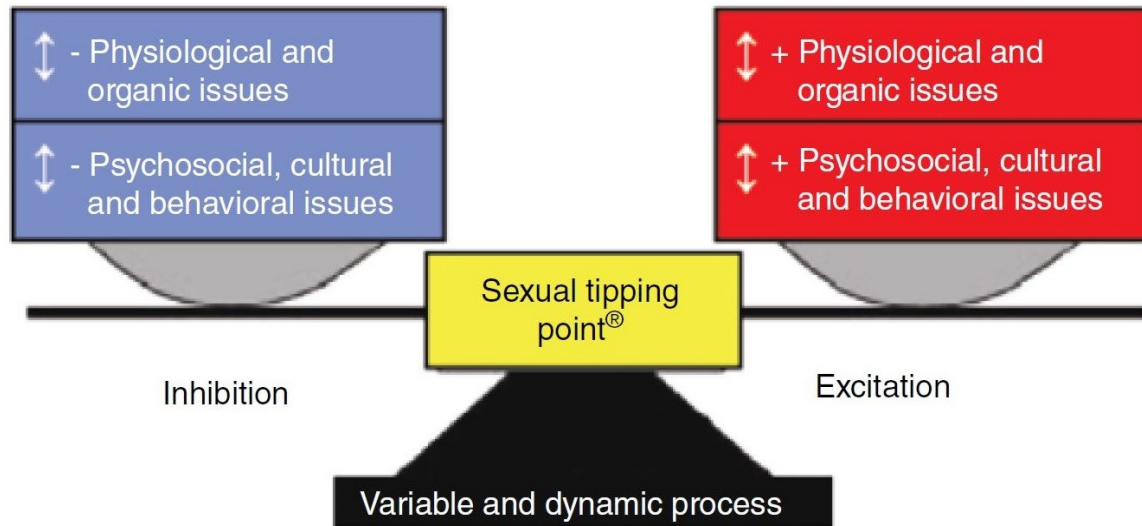 ↕ - Physiological and
organic issues
↕ - Psychosocial, cultural
and behavioral issues
↕ + Physiological and
organic issues
↕ + Psychosocial, cultural
and behavioral issues
Sexual tipping
point®
Inhibition
Excitation
Variable and dynamic process